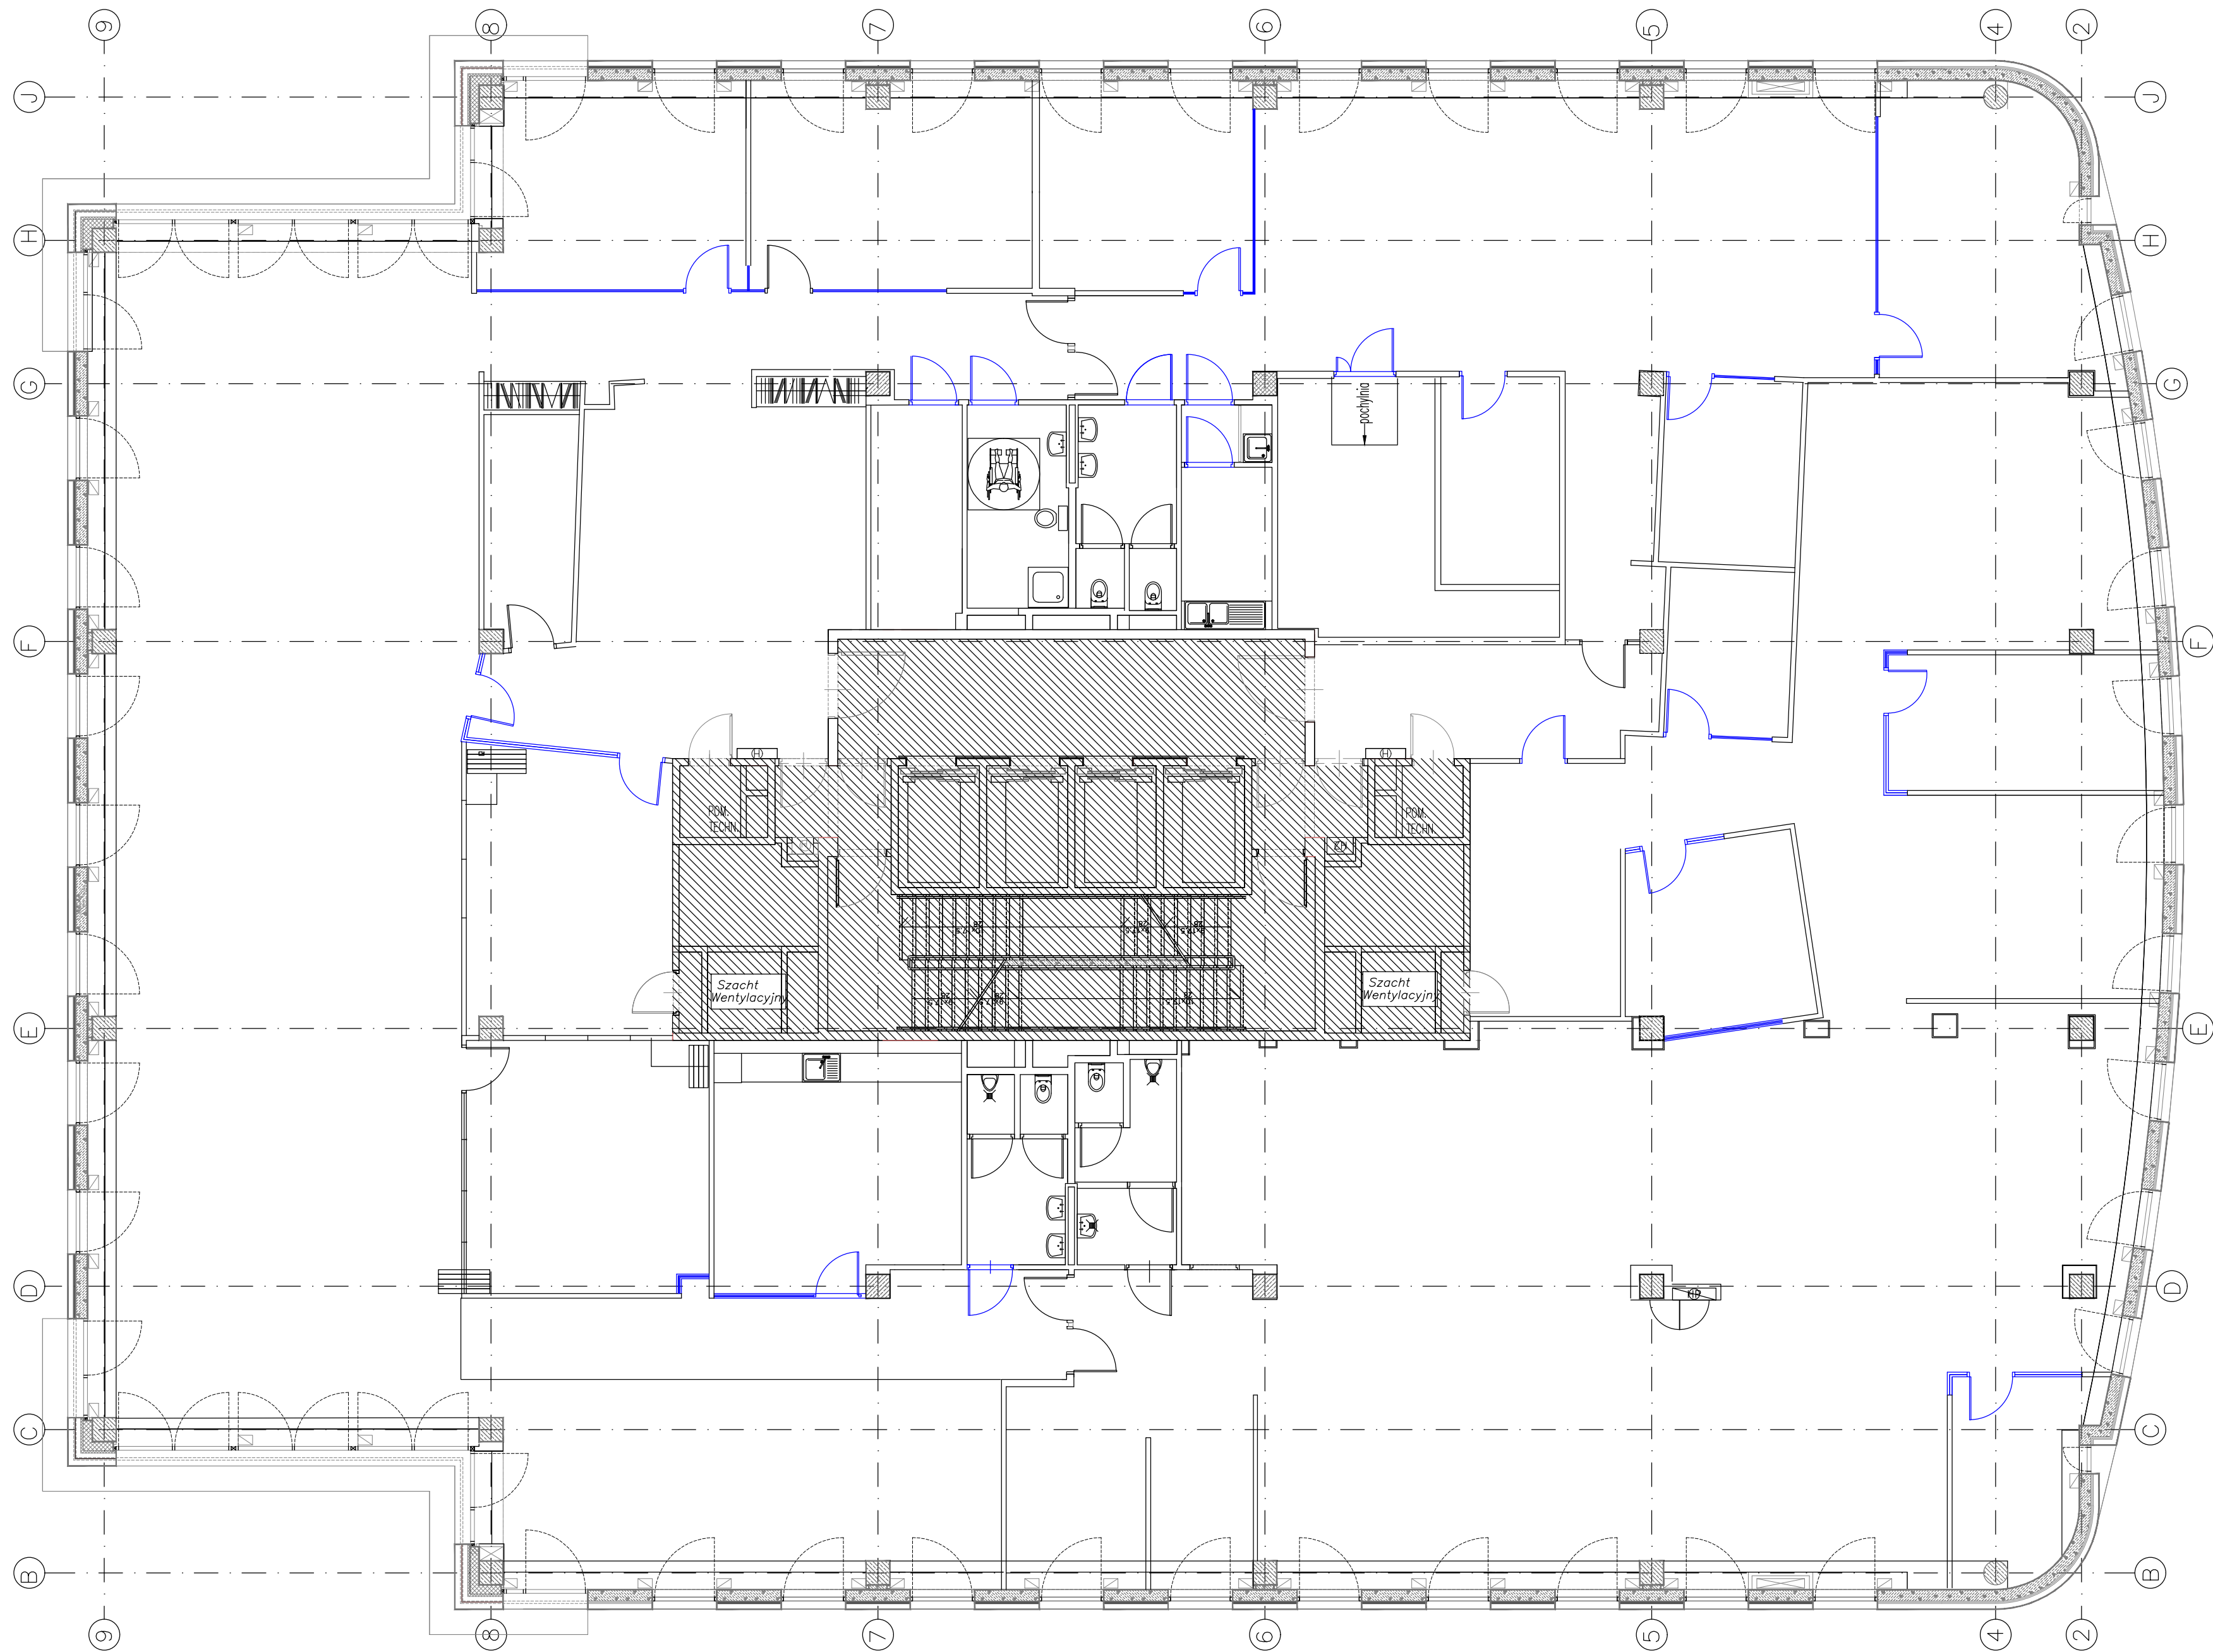 9
8
7
6
5
4
2
J
J
H
H
G
G
pochylnia
F
F
H
H
POM.
TECHN.
POM.
TECHN.
Szacht
Wentylacyjny
Szacht
Wentylacyjny
E
E
D
D
C
C
B
B
9
8
7
6
5
4
2